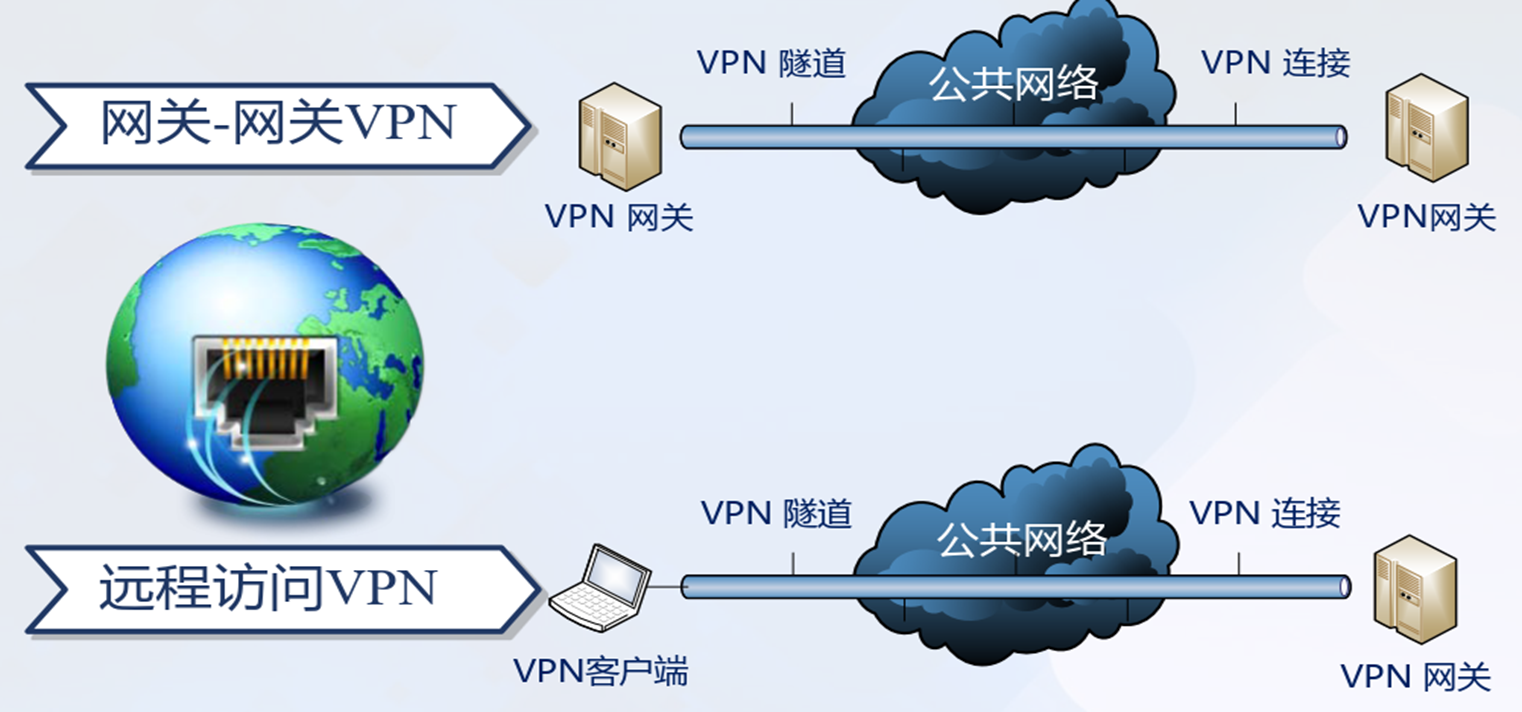 VPN 隧道
公共网络
VPN 连接
网关-网关VPN
VPN 网关
VPN网关
VPN 隧道
公共网络
VPN 连接
远程访问VPN
VPN客户端
VPN 网关